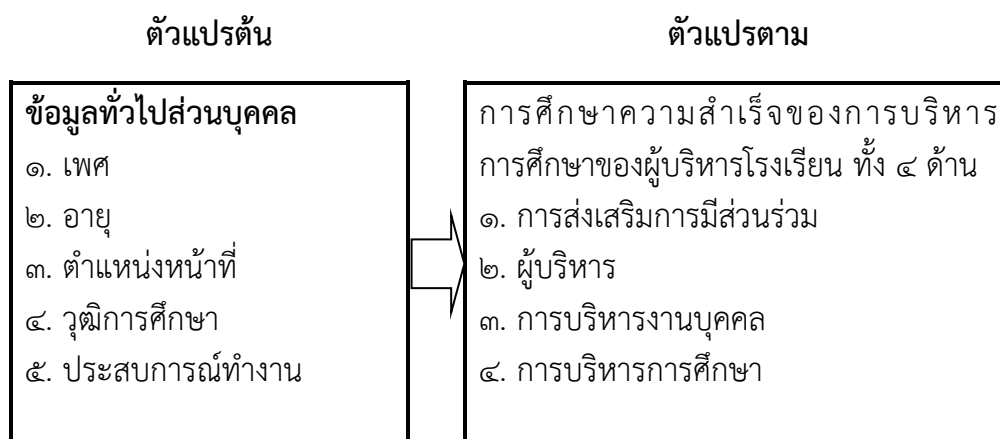 ตัวแปรต้น
ตัวแปรตาม
ข้อมูลทั่วไปส่วนบุคคล
๑. เพศ
๒. อายุ
๓. ตำแหน่งหน้าที่
๔. วุฒิการศึกษา
๕. ประสบการณ์ทำงาน
การศึกษาความสำเร็จของการบริหาร
การศึกษาของผู้บริหารโรงเรียน ทั้ง ๔ ด้าน
๑. การส่งเสริมการมีส่วนร่วม
๒. ผู้บริหาร
๓. การบริหารงานบุคคล
๔. การบริหารการศึกษา